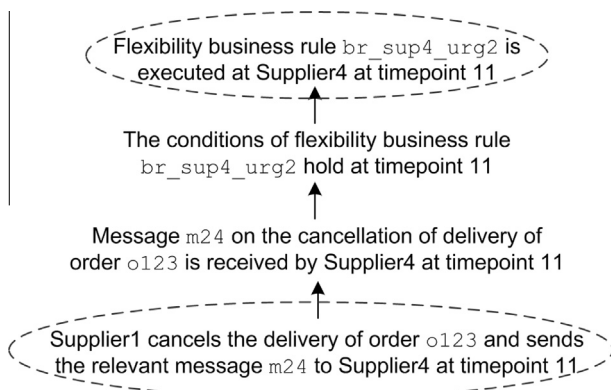 Flexibility business rule br_sup4_urg2 is
executed at Supplier4 at timepoint 11
The conditions of flexibility business rule
br_sup4_urg2 hold at timepoint 11
Message m24 on the cancellation of delivery of
order o123 is received by Supplier4 at timepoint 11
Supplier1 cancels the delivery of order o123 and sends
the relevant message m24 to Supplier4 at timepoint 11